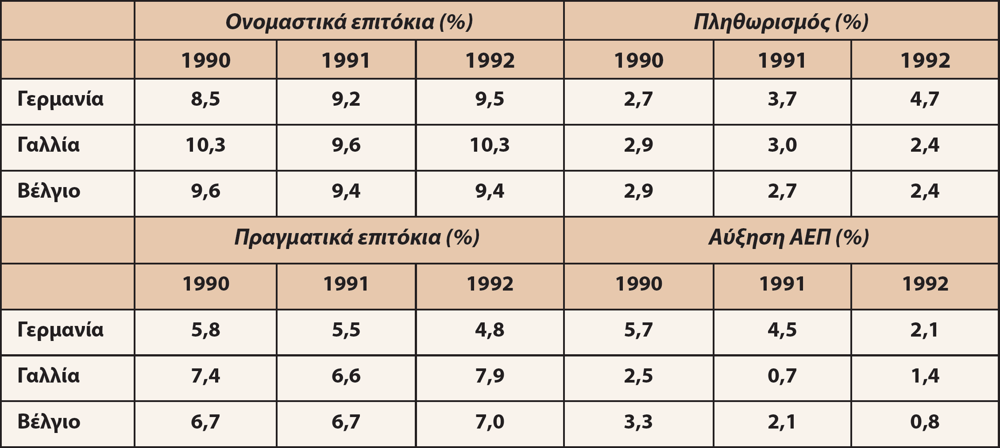 Ονομαστικά επιτόκια (%) Πληθωρισμός (%)
1990 1991 1992 1990 1991 1992
Γερμανία 8,5 9,2 9,5 2,7 3,7 4,7
Γαλλία 10,3 9,6 10,3 2,9 3,0 2,4
Βέλγιο 9,6 9,4 9,4 2,9 2,7 2,4
Πραγματικά επιτόκια (%) Αύξηση ΑΕΠ (%)
1990 1991 1992 1990 1991 1992
Γερμανία 5,8 5,5 4,8 5,7 4,5 2,1
Γαλλία 7,4 6,6 7,9 2,5 0,7 1,4
Βέλγιο 6,7 6,7 7,0 3,3 2,1 0,8